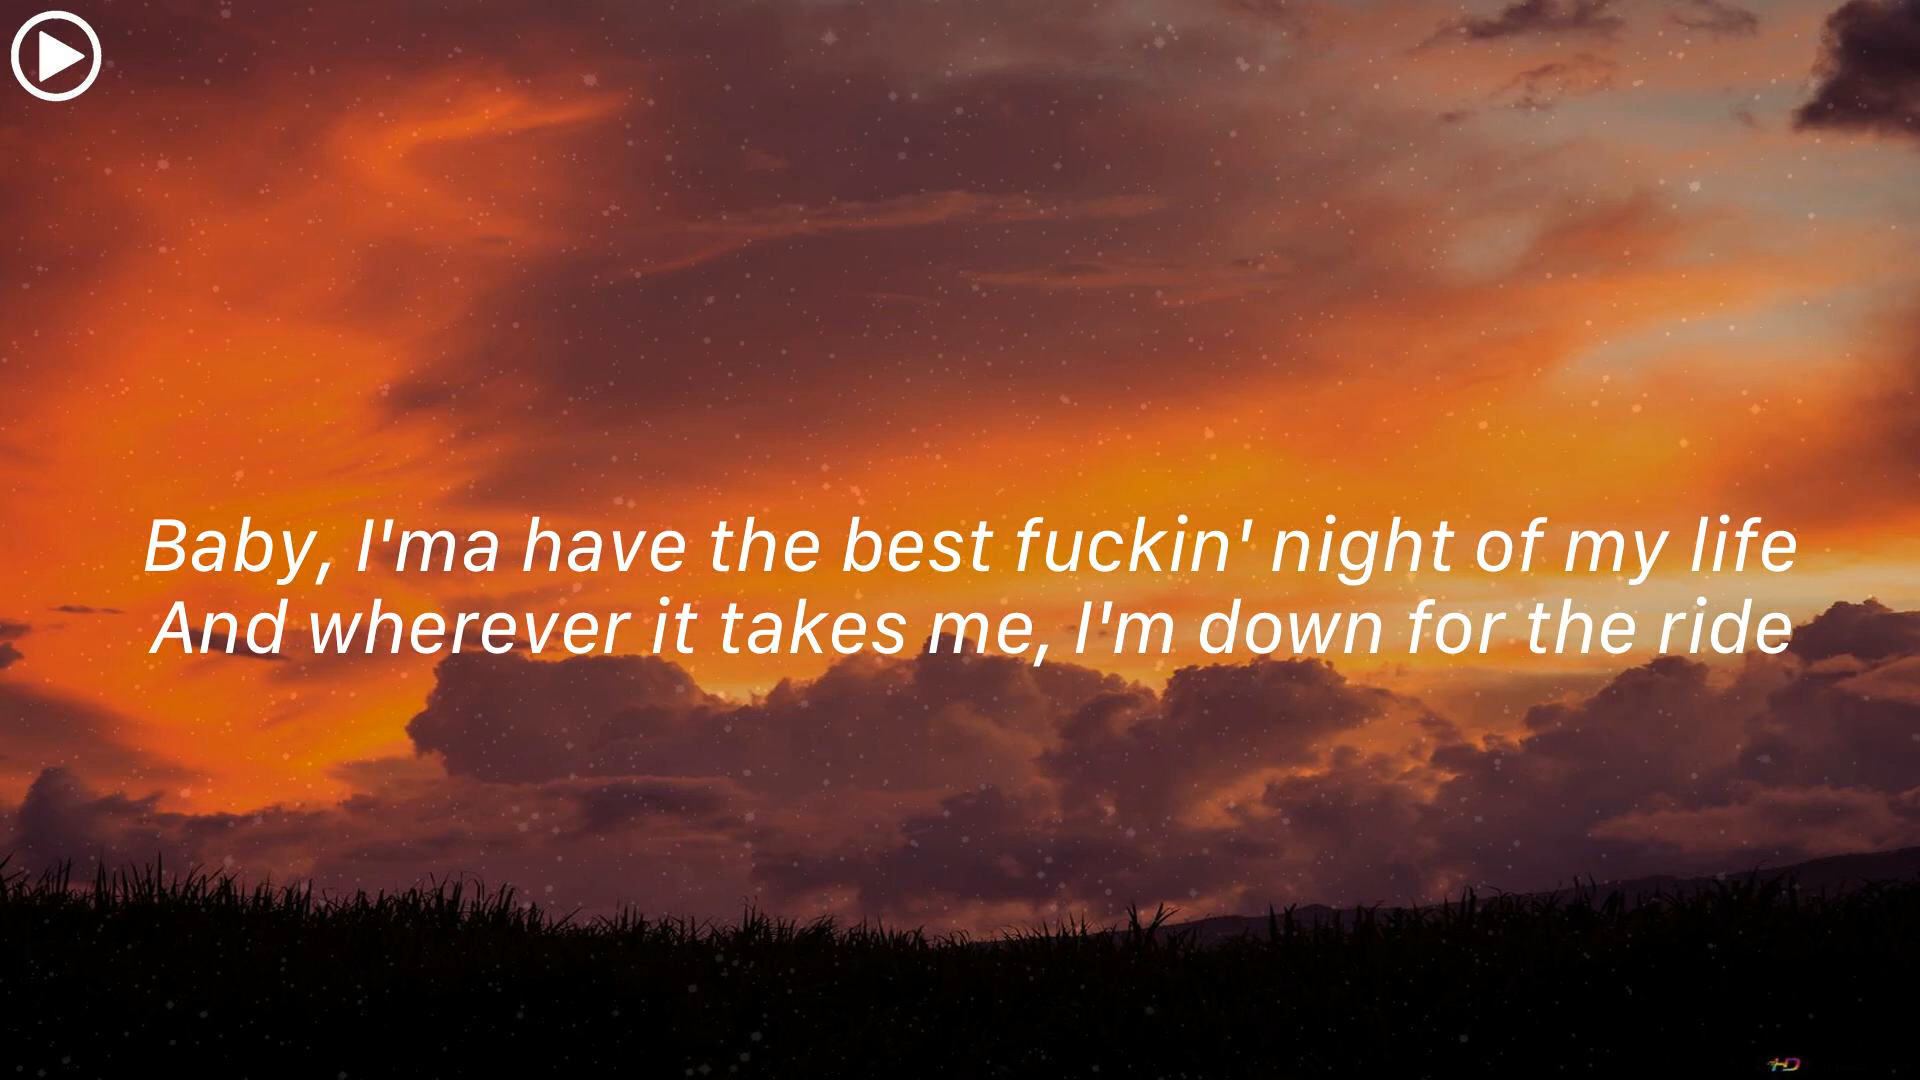 Baby, I'ma have the best fuckin' night of my life
And wherever it takes me, I'm down for the ride
HD